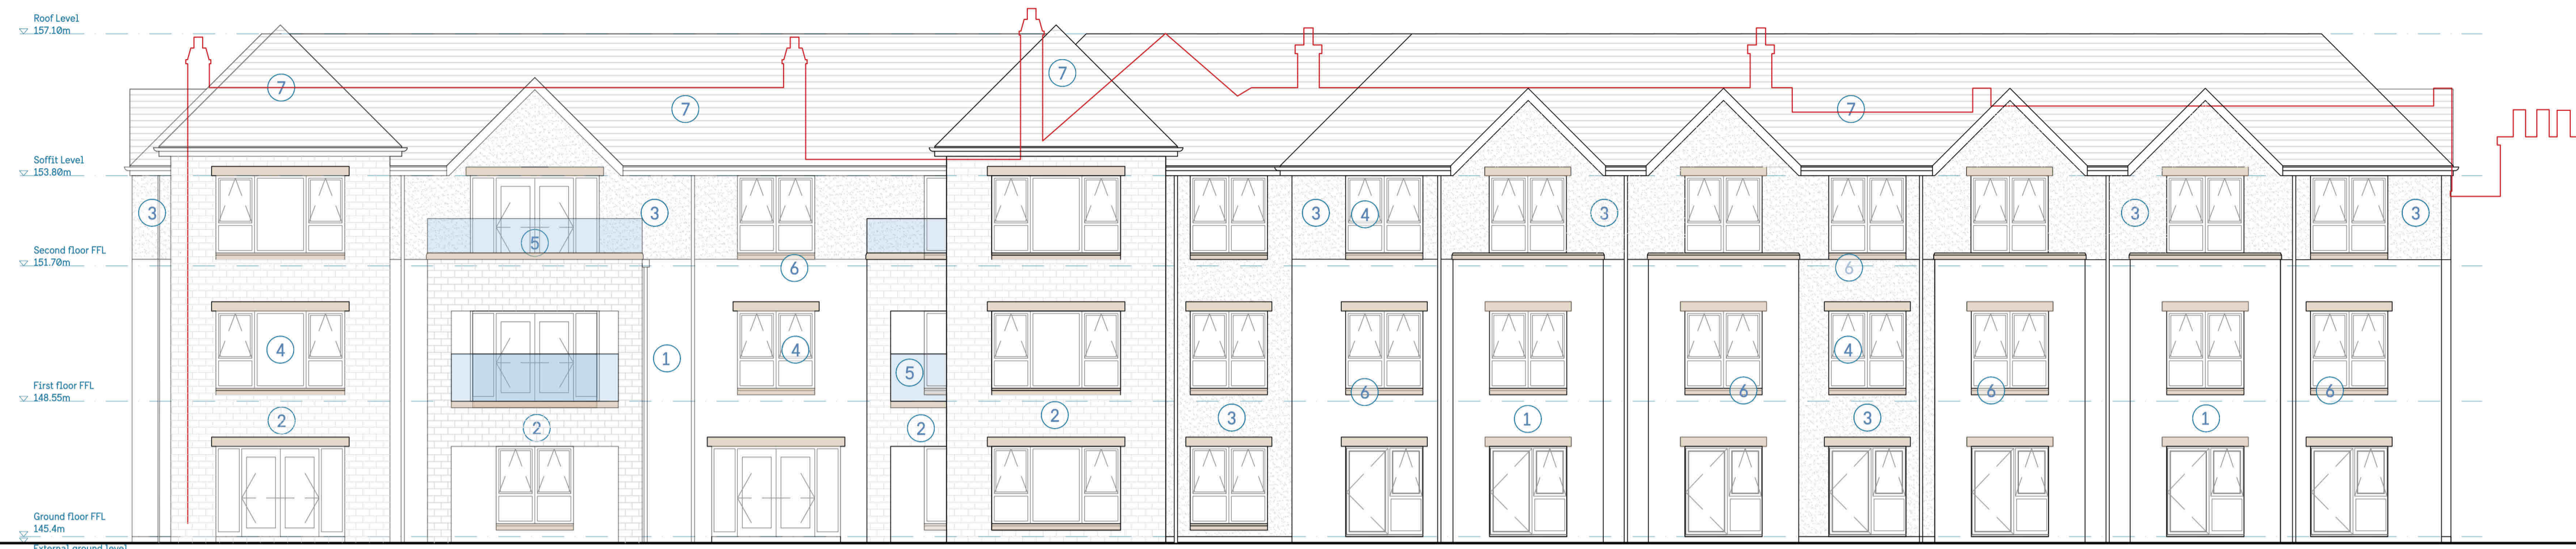 Roof Level
157.10m
7
7
7
7
Soffit Level
153.80m
3
3
3
4
3
3
3
5
Second floor FFL
151.70m
6
6
4
4
1
5
4
First floor FFL
148.55m
6
6
6
6
2
2
2
2
3
1
3
1
Ground floor FFL
145.4m
External ground level